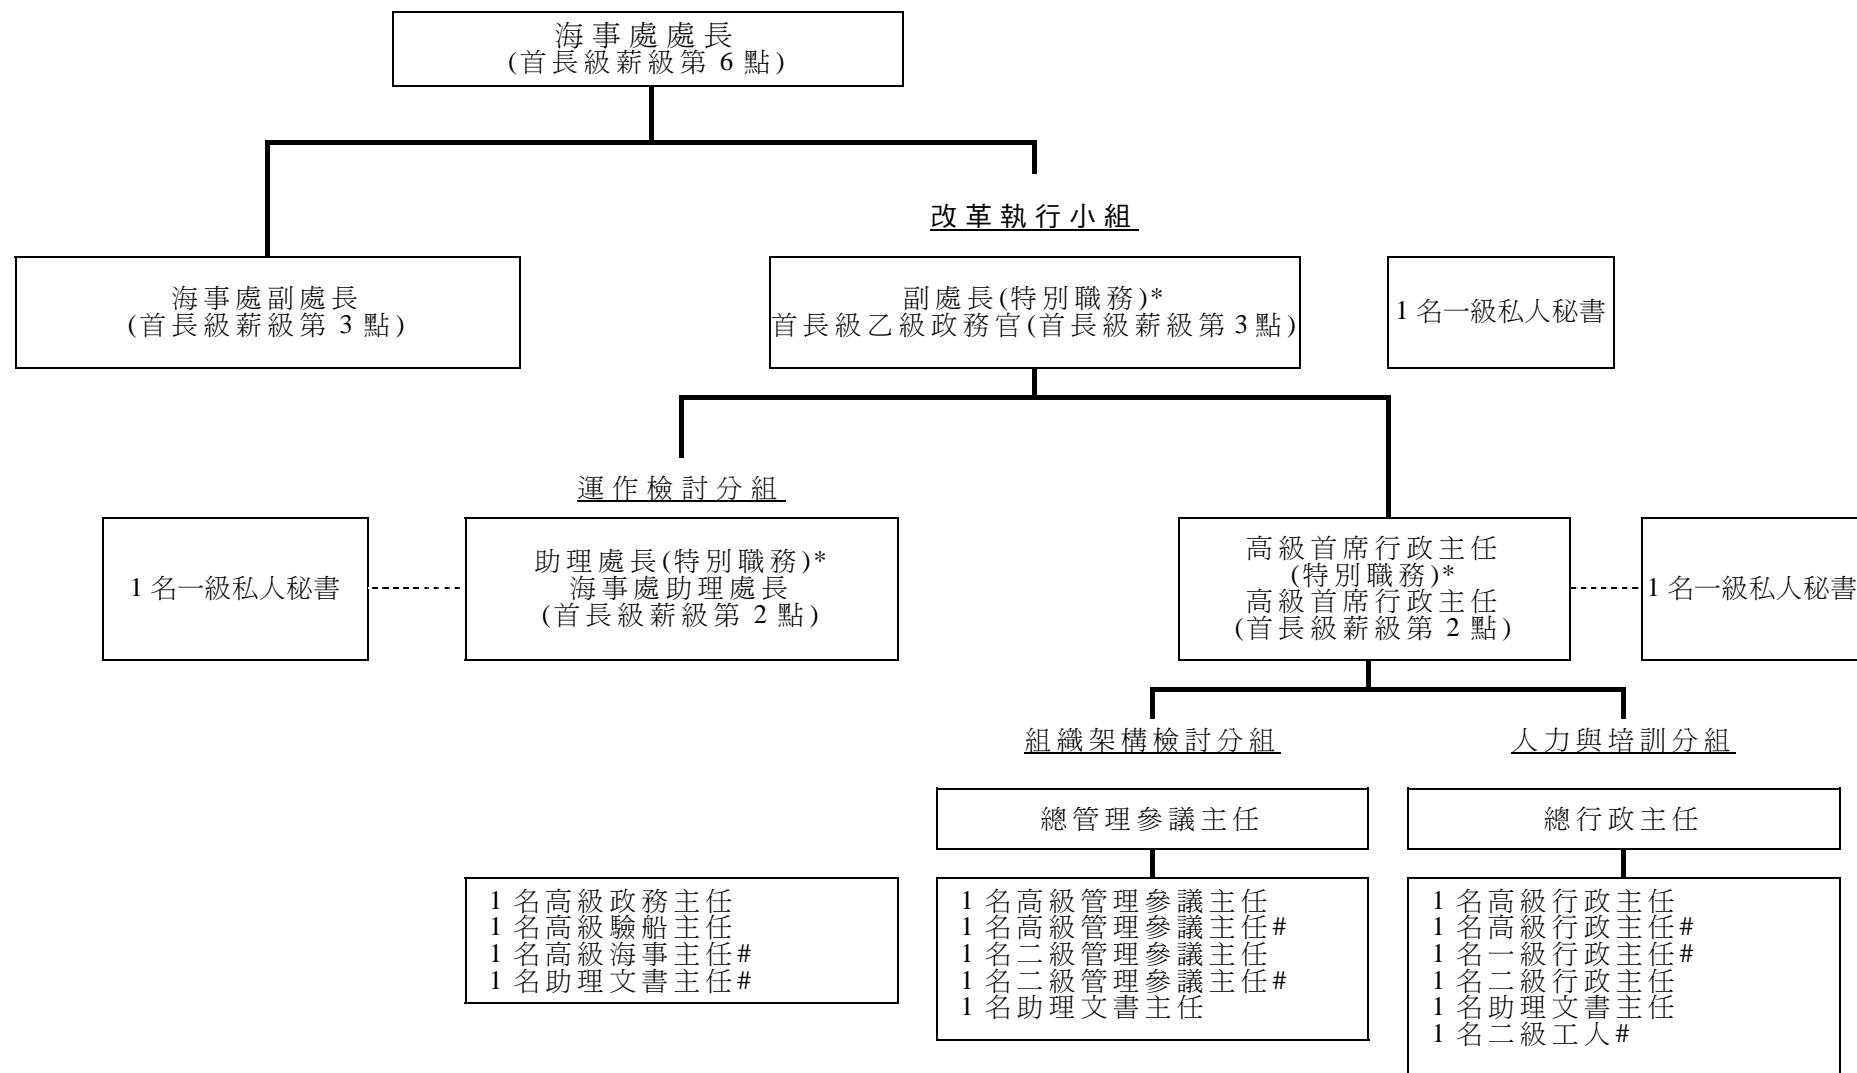 海事處處長
(首長級薪級第 6 點)
改革執行小組
海事處副處長
(首長級薪級第 3 點)
副處長(特別職務)*
首長級乙級政務官(首長級薪級第 3 點)
1 名一級私人秘書
運作檢討分組
1 名一級私人秘書
助理處長(特別職務)*
海事處助理處長
(首長級薪級第 2 點)
高級首席行政主任
(特別職務)*
高級首席行政主任
(首長級薪級第 2 點)
1 名一級私人秘書
組織架構檢討分組
人力與培訓分組
總管理參議主任
總行政主任
1 名高級政務主任
1 名高級驗船主任
1 名高級海事主任#
1 名助理文書主任#
1 名高級管理參議主任
1 名高級管理參議主任#
1 名二級管理參議主任
1 名二級管理參議主任#
1 名助理文書主任
1 名高級行政主任
1 名高級行政主任#
1 名一級行政主任#
1 名二級行政主任
1 名助理文書主任
1 名二級工人#